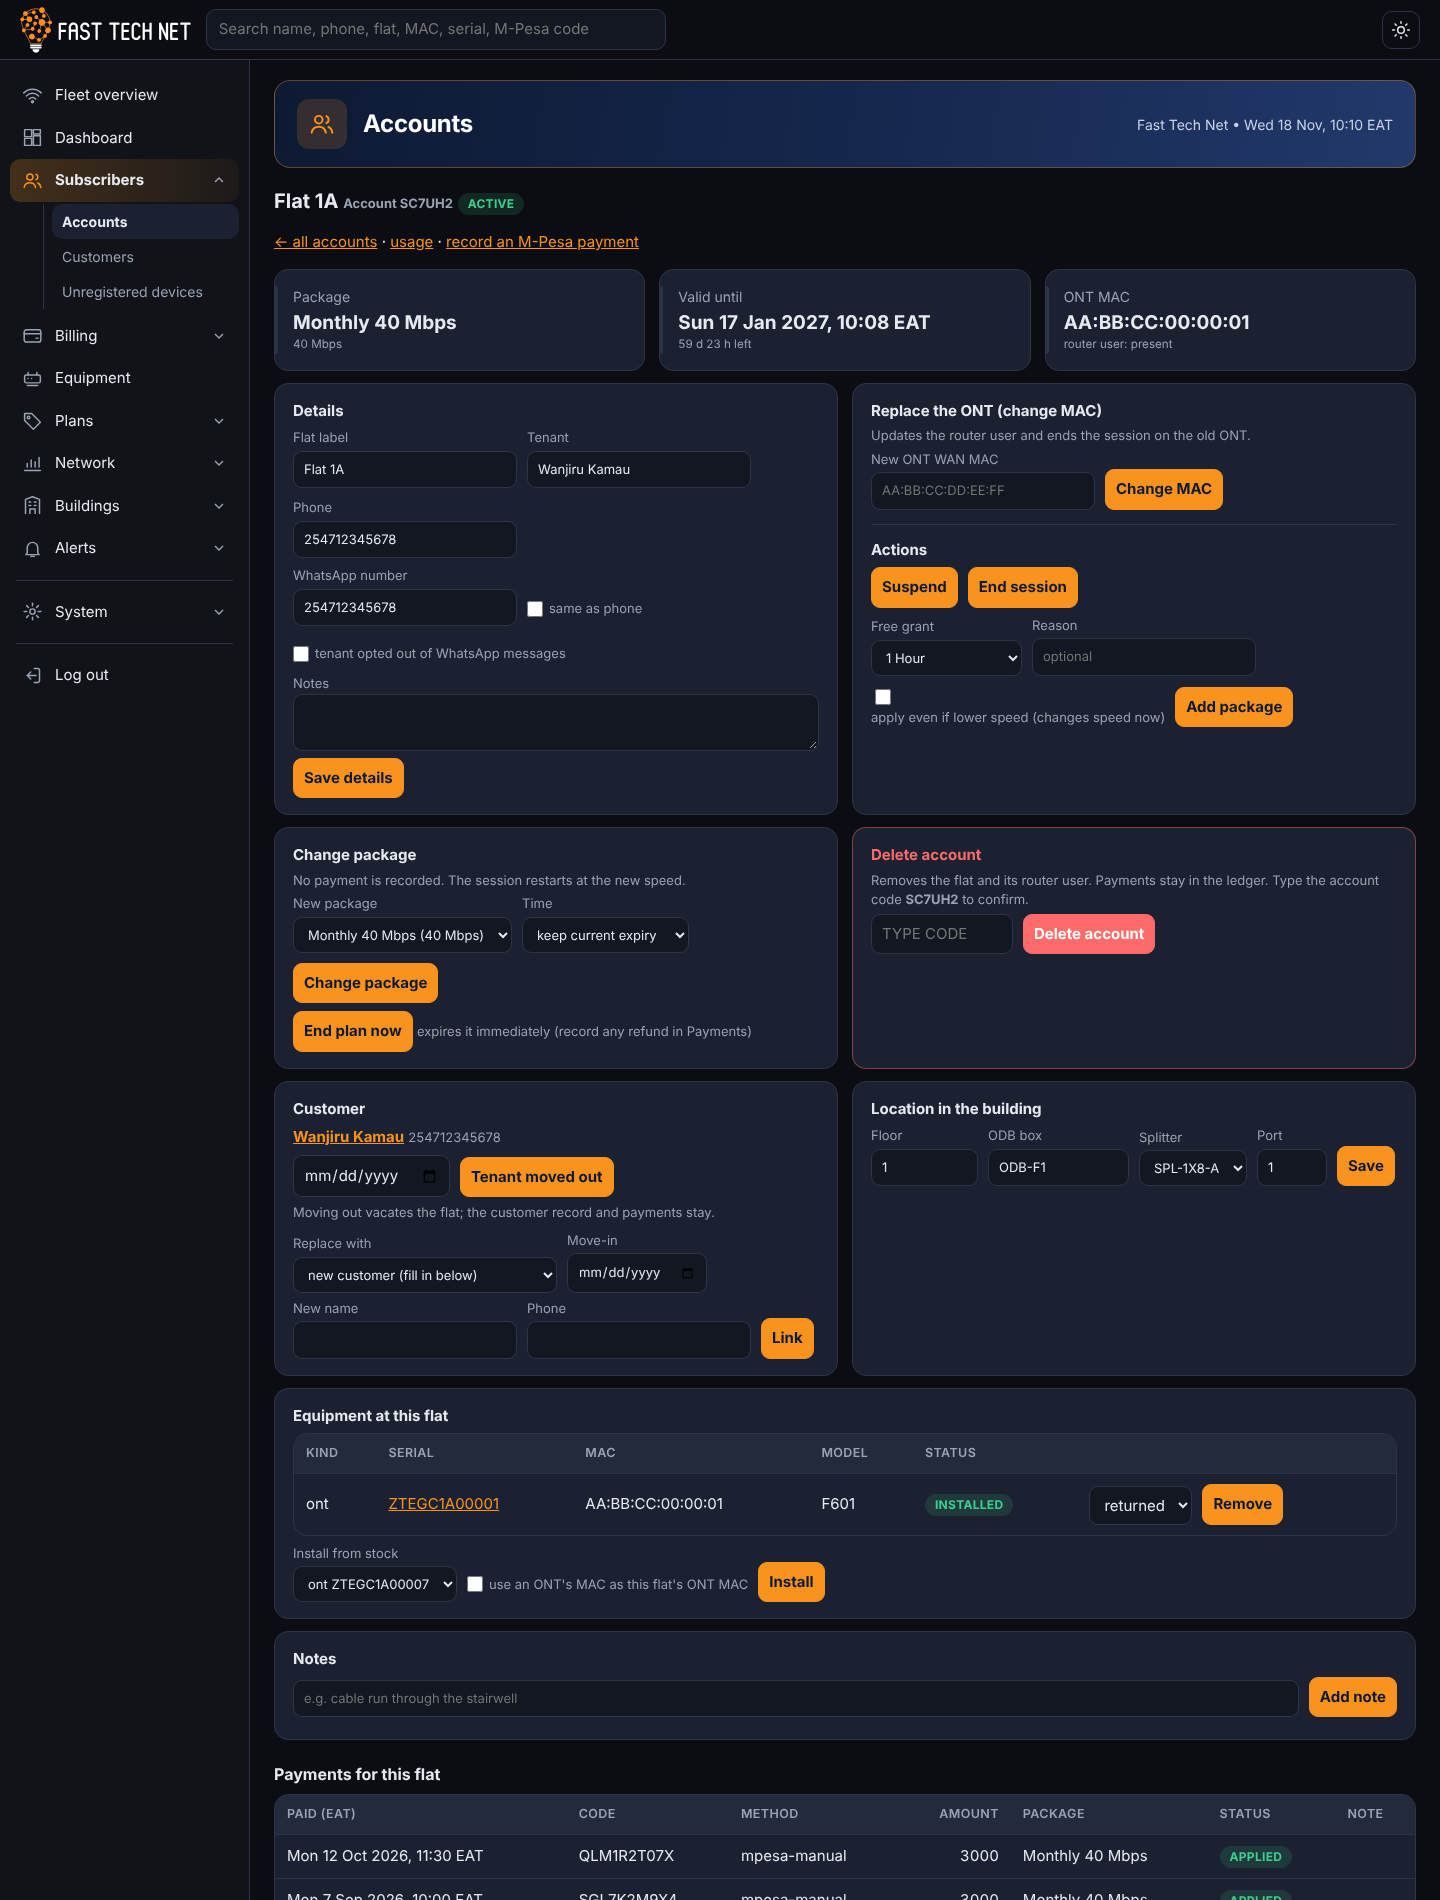 FAST TECH NET
Search name, phone, flat, MAC, serial, M-Pesa code
Fleet overview
Dashboard
Subscribers
Accounts
Customers
Unregistered devices
Billing
Equipment
Plans
Network
Buildings
Alerts
System
Log out
Accounts
Fast Tech Net • Wed 18 Nov, 10:10 EAT
Flat 1A Account SC7UH2 ACTIVE
← all accounts · usage · record an M-Pesa payment
Package
Monthly 40 Mbps
40 Mbps
Valid until
Sun 17 Jan 2027, 10:08 EAT
59 d 23 h left
ONT MAC
AA:BB:CC:00:00:01
router user: present
Details
Flat label Tenant
Flat 1A Wanjiru Kamau
Phone
254712345678
WhatsApp number
254712345678 same as phone
tenant opted out of WhatsApp messages
Notes
Save details
Replace the ONT (change MAC)
Updates the router user and ends the session on the old ONT.
New ONT WAN MAC
AA:BB:CC:DD:EE:FF Change MAC
Actions
Suspend End session
Free grant Reason
1 Hour optional
apply even if lower speed (changes speed now) Add package
Change package
No payment is recorded. The session restarts at the new speed.
New package Time
Monthly 40 Mbps (40 Mbps) keep current expiry
Change package
End plan now expires it immediately (record any refund in Payments)
Delete account
Removes the flat and its router user. Payments stay in the ledger. Type the account
code SC7UH2 to confirm.
TYPE CODE Delete account
Customer
Wanjiru Kamau 254712345678
mm/dd/yyyy Tenant moved out
Moving out vacates the flat; the customer record and payments stay.
Replace with Move-in
new customer (fill in below) mm/dd/yyyy
New name Phone
Link
Location in the building
Floor ODB box Splitter Port
1 ODB-F1 SPL-1X8-A 1 Save
Equipment at this flat
KIND SERIAL MAC MODEL STATUS
ont ZTEGC1A00001 AA:BB:CC:00:00:01 F601 INSTALLED returned Remove
Install from stock
ont ZTEGC1A00007 use an ONT's MAC as this flat's ONT MAC Install
Notes
e.g. cable run through the stairwell Add note
Payments for this flat
PAID (EAT) CODE METHOD AMOUNT PACKAGE STATUS NOTE
Mon 12 Oct 2026, 11:30 EAT QLM1R2T07X mpesa-manual 3000 Monthly 40 Mbps APPLIED
Mon 7 Sep 2026, 10:00 EAT SGL7K2M9X4 mpesa-manual 3000 Monthly 40 Mbps APPLIED